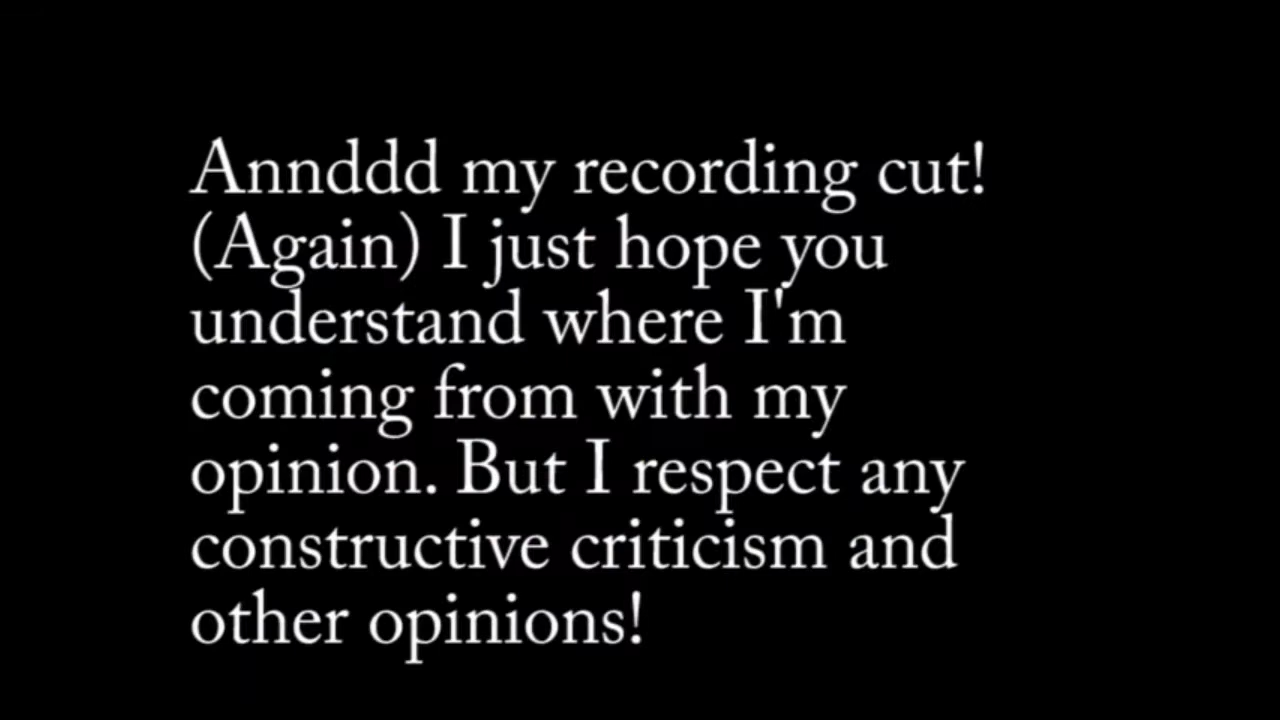 Annddd my recording cut!
(Again) I just hope you
understand where I'm
coming from with my
opinion. But I respect any
constructive criticism and
other opinions!